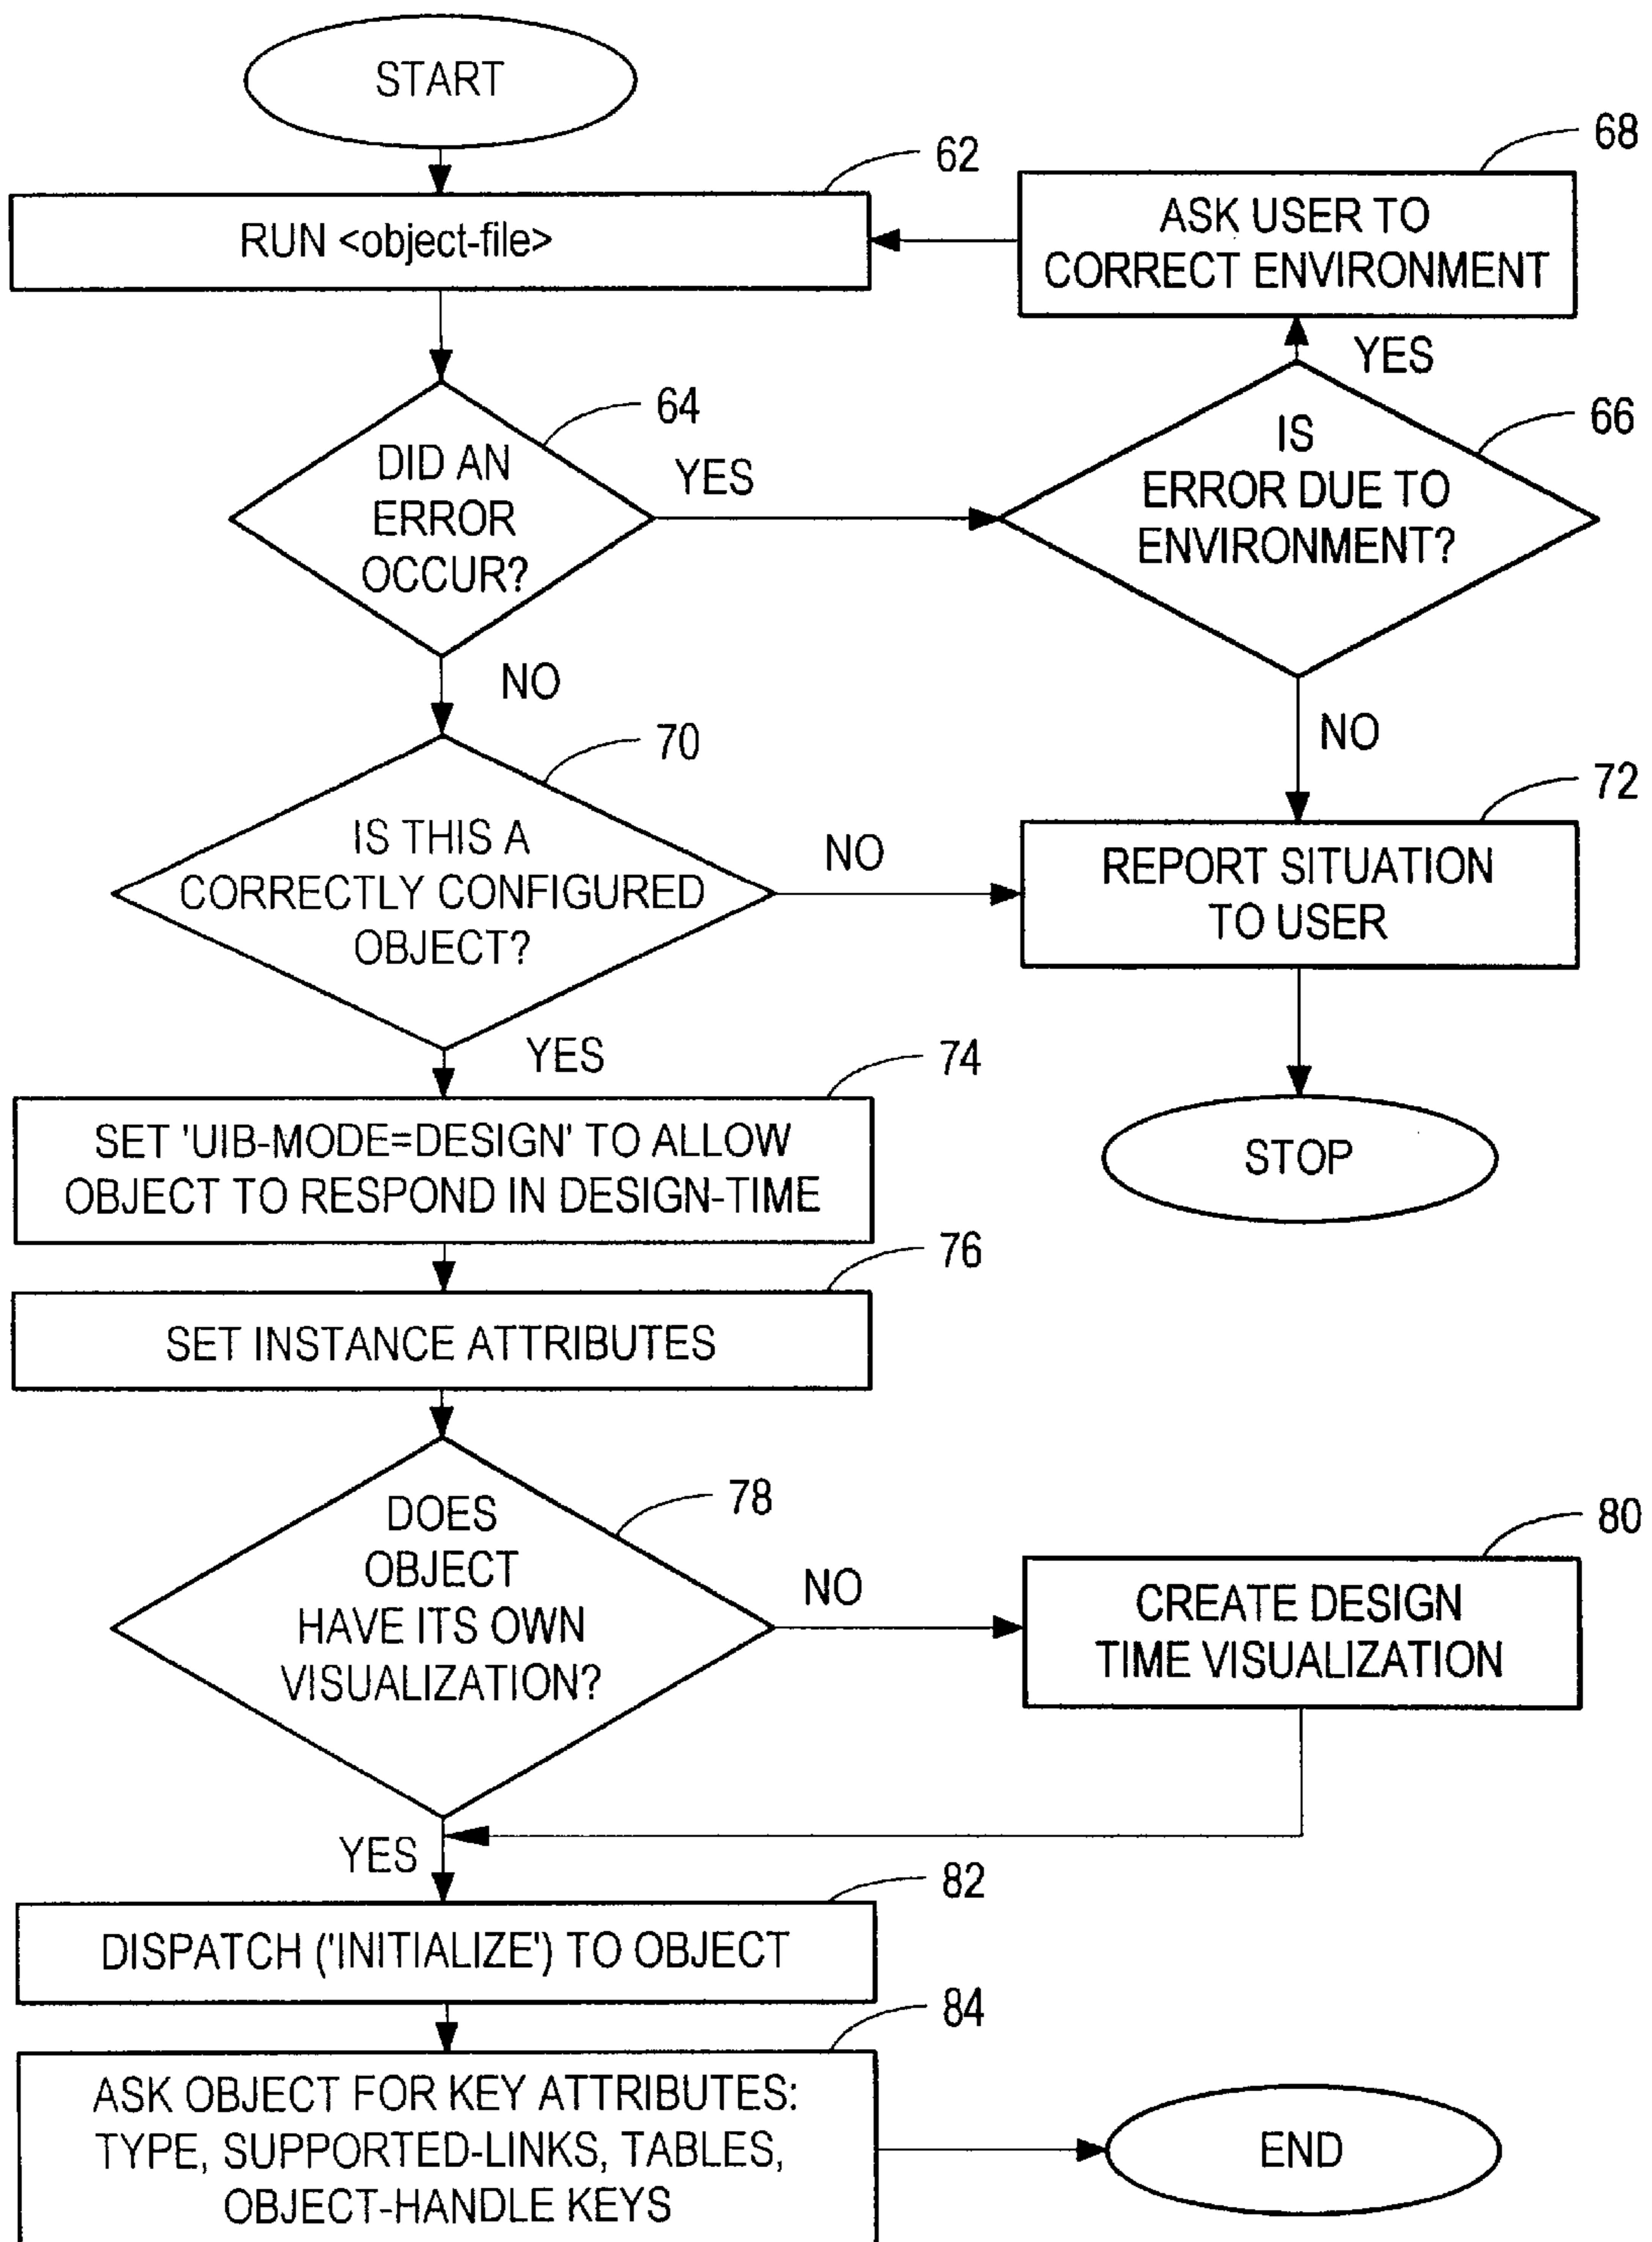 START
62
RUN <object-file>
68
ASK USER TO
CORRECT ENVIRONMENT
YES
64
DID AN
ERROR
OCCUR?
YES
66
IS
ERROR DUE TO
ENVIRONMENT?
NO
NO
70
IS THIS A
CORRECTLY CONFIGURED
OBJECT?
NO
72
REPORT SITUATION
TO USER
YES
STOP
74
SET 'UIB-MODE=DESIGN' TO ALLOW
OBJECT TO RESPOND IN DESIGN-TIME
76
SET INSTANCE ATTRIBUTES
78
DOES
OBJECT
HAVE ITS OWN
VISUALIZATION?
NO
80
CREATE DESIGN
TIME VISUALIZATION
YES
82
DISPATCH ('INITIALIZE') TO OBJECT
84
ASK OBJECT FOR KEY ATTRIBUTES:
TYPE, SUPPORTED-LINKS, TABLES,
OBJECT-HANDLE KEYS
END